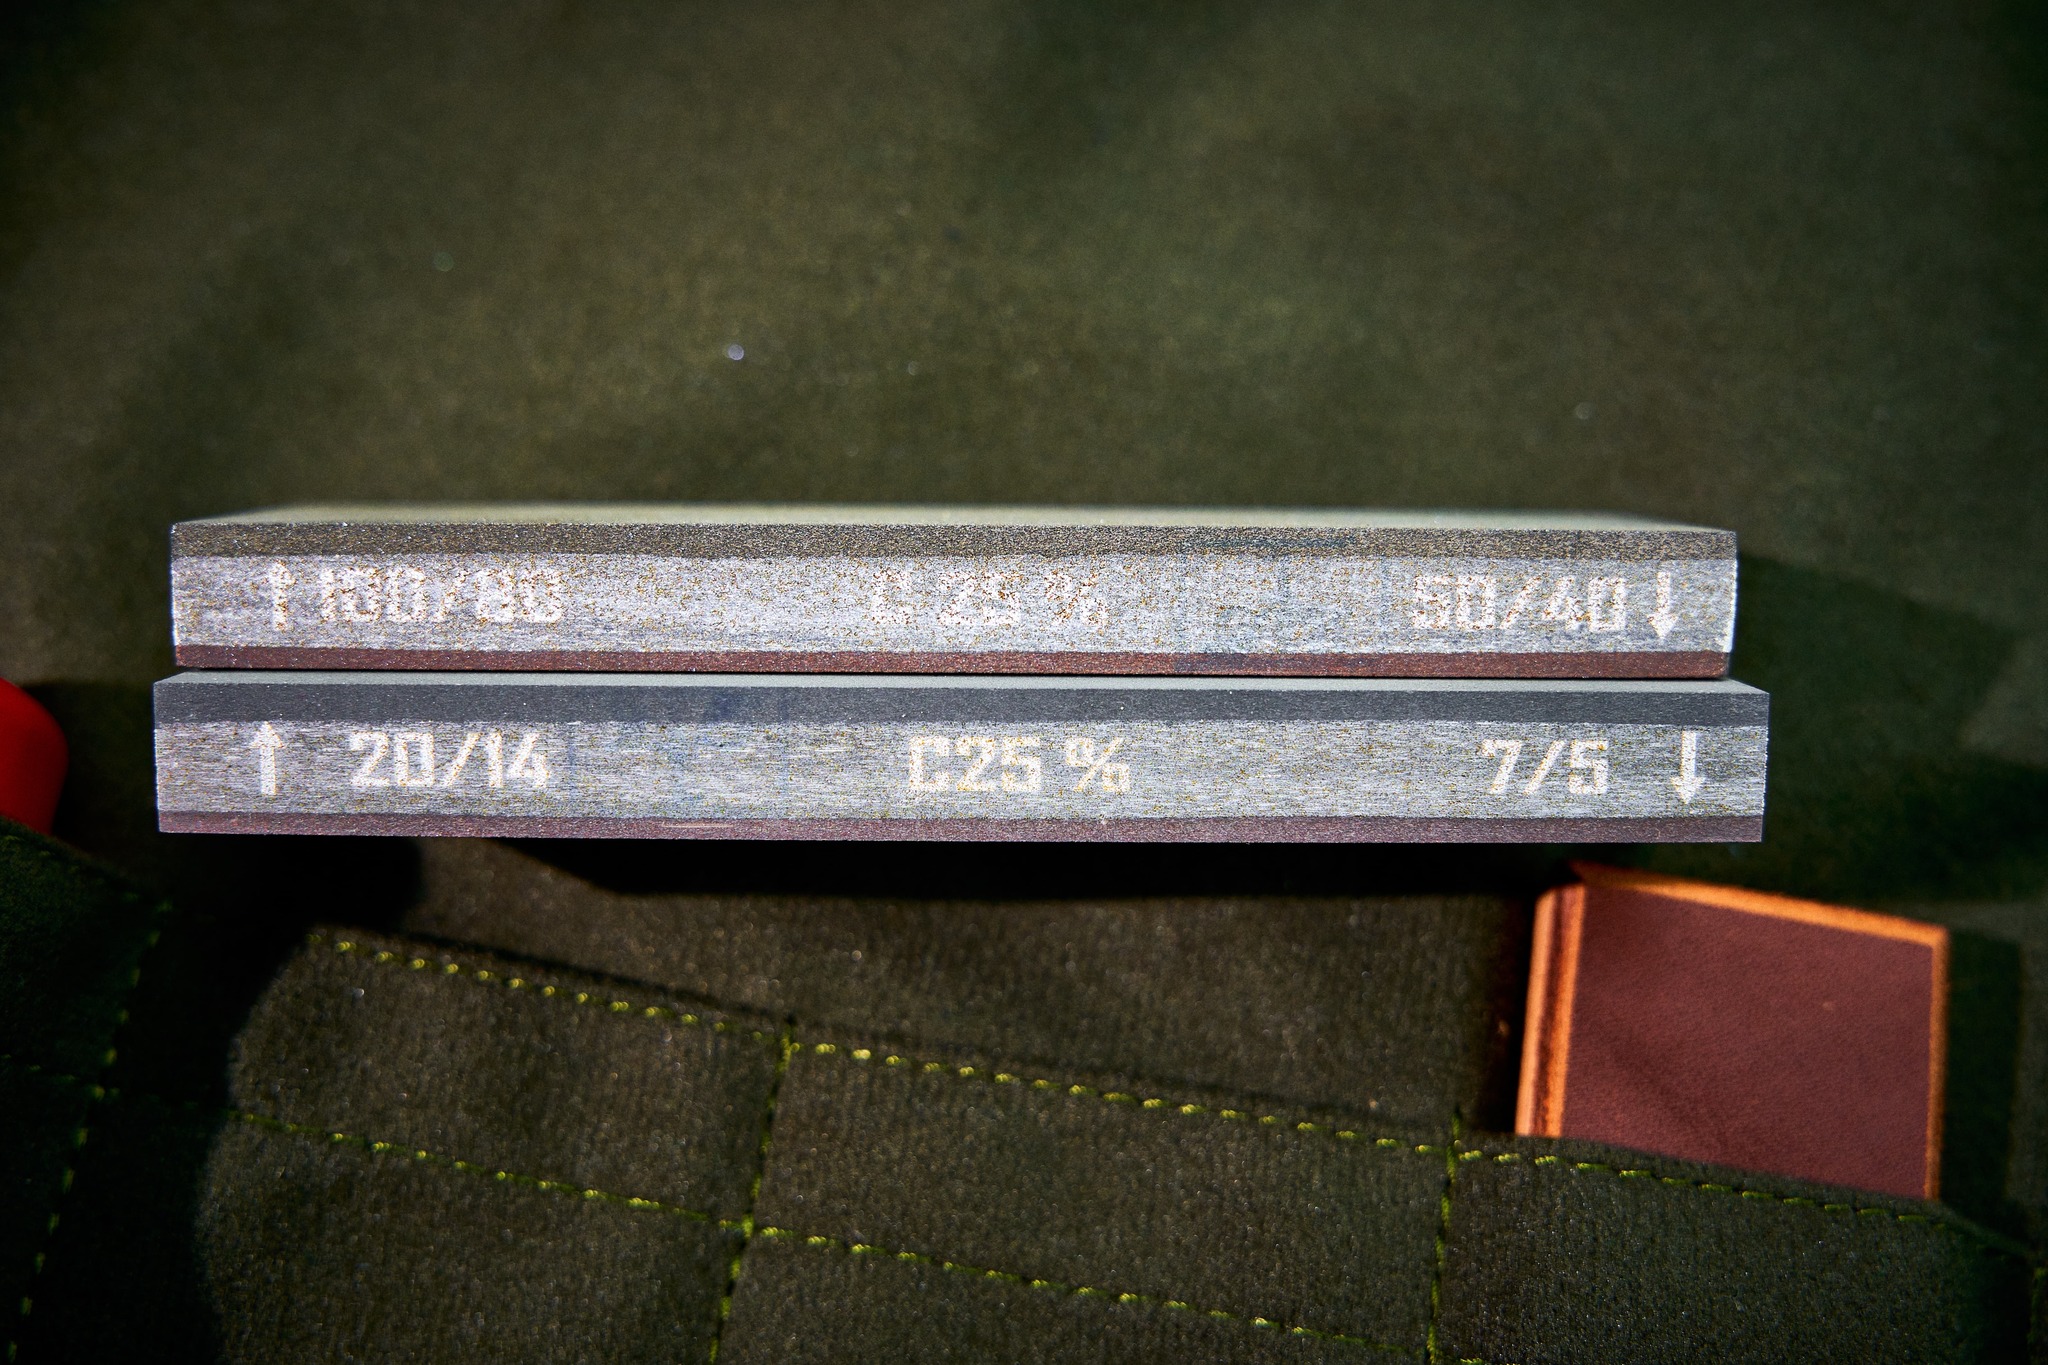 ↑ 100/80 C 25 % 50/40 ↓
↑ 20/14 C25 % 7/5 ↓